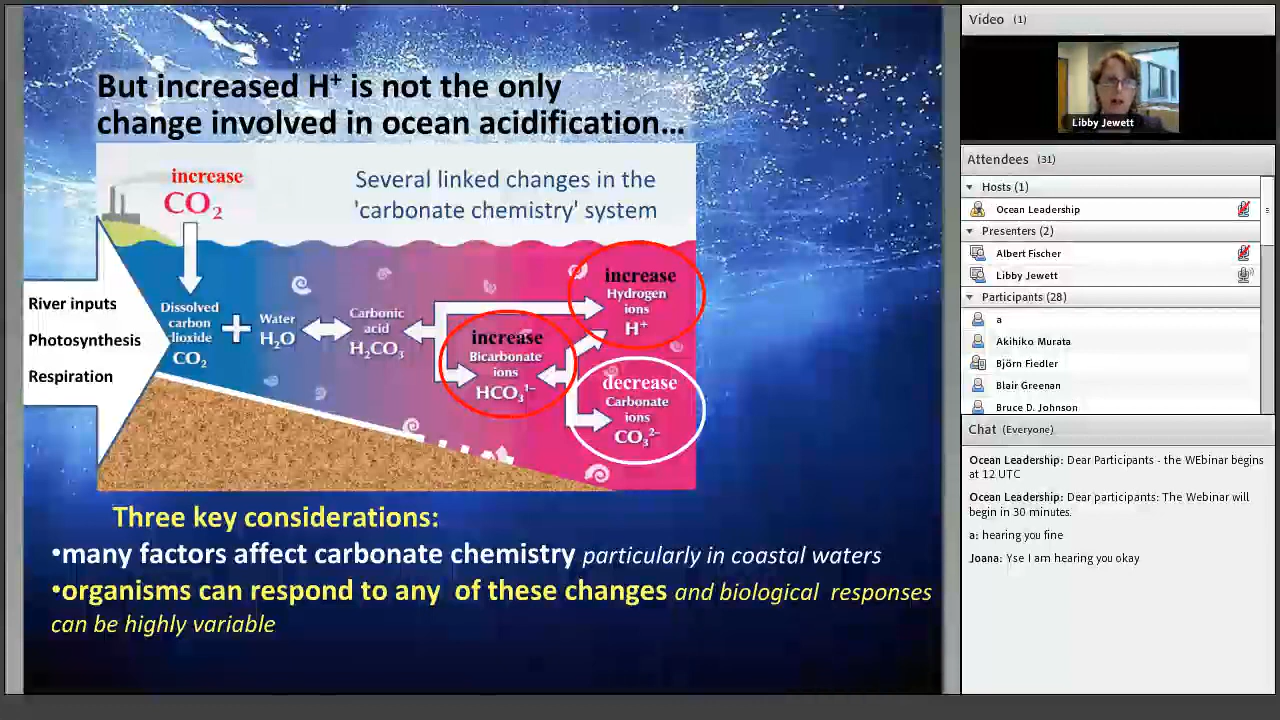 But increased H⁺ is not the only
change involved in ocean acidification...
increase
CO₂
Several linked changes in the
'carbonate chemistry' system
River inputs
Photosynthesis
Respiration
Dissolved
carbon
dioxide
CO₂
+
Water
H₂O
Carbonic
acid
H₂CO₃
increase
Bicarbonate
ions
HCO₃¹⁻
increase
Hydrogen
ions
H⁺
decrease
Carbonate
ions
CO₃²⁻
Three key considerations:
•many factors affect carbonate chemistry particularly in coastal waters
•organisms can respond to any of these changes and biological responses
can be highly variable
Video (1)
Libby Jewett
Attendees (31)
Hosts (1)
Ocean Leadership
Presenters (2)
Albert Fischer
Libby Jewett
Participants (28)
a
Akihiko Murata
Björn Fiedler
Blair Greenan
Bruce D. Johnson
Chat (Everyone)
Ocean Leadership: Dear Participants - the WEbinar begins
at 12 UTC
Ocean Leadership: Dear participants: The Webinar will
begin in 30 minutes.
a: hearing you fine
Joana: Yse I am hearing you okay